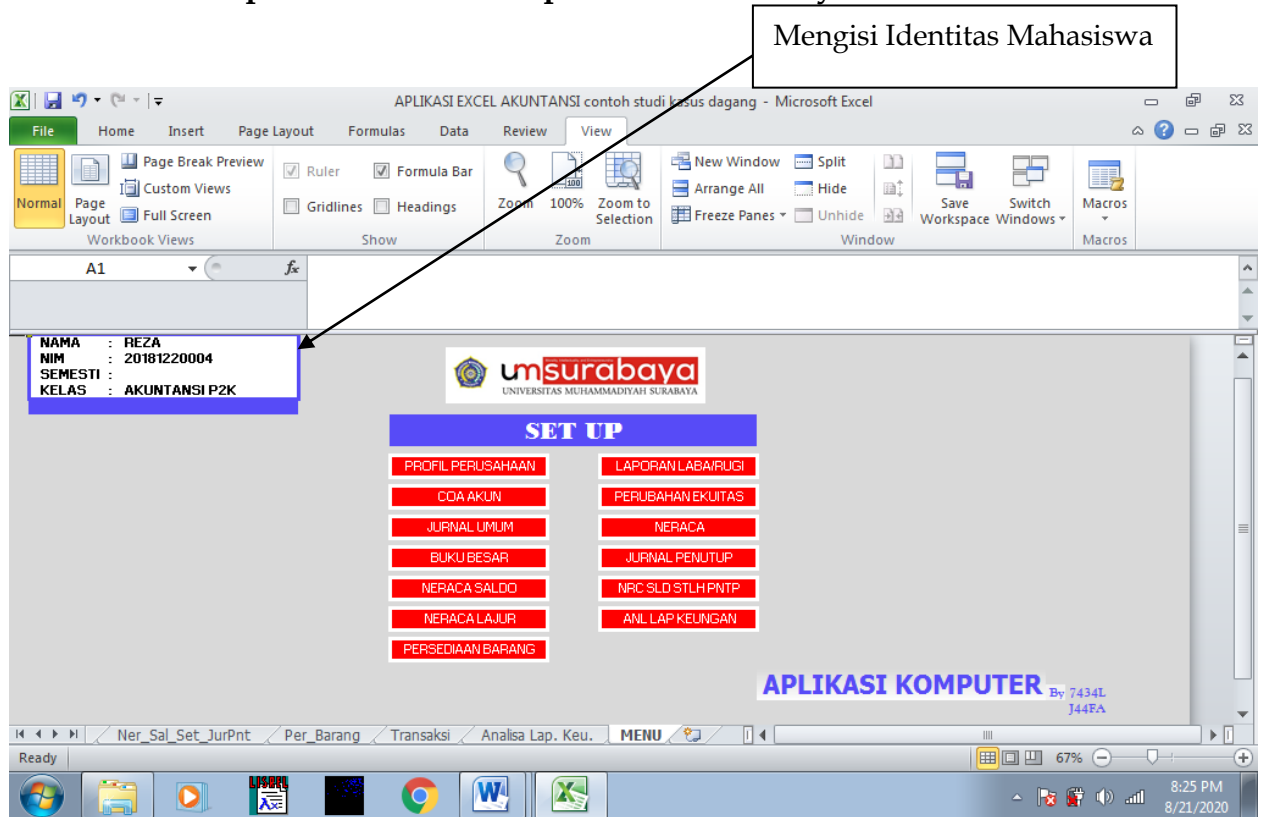 Mengisi Identitas Mahasiswa
APLIKASI EXCEL AKUNTANSI contoh studi kasus dagang - Microsoft Excel
File Home Insert Page Layout Formulas Data Review View
Normal
Page Layout
Page Break Preview
Custom Views
Full Screen
Workbook Views
Ruler
Formula Bar
Gridlines
Headings
Show
Zoom
100%
Zoom to Selection
Zoom
New Window
Arrange All
Freeze Panes
Split
Hide
Unhide
Save Workspace
Switch Windows
Window
Macros
Macros
A1
fx
NAMA : REZA
NIM : 20181220004
SEMESTI :
KELAS : AKUNTANSI P2K
umsurabaya
UNIVERSITAS MUHAMMADIYAH SURABAYA
SET UP
PROFIL PERUSAHAAN LAPORAN LABA/RUGI
COA AKUN PERUBAHAN EKUITAS
JURNAL UMUM NERACA
BUKU BESAR JURNAL PENUTUP
NERACA SALDO NRC SLD STLH PNTP
NERACA LAJUR ANL LAP KEUNGAN
PERSEDIAAN BARANG
APLIKASI KOMPUTER By 7434L
J44FA
Ner_Sal_Set_JurPnt Per_Barang Transaksi Analisa Lap. Keu. MENU
Ready 67%
8:25 PM
8/21/2020